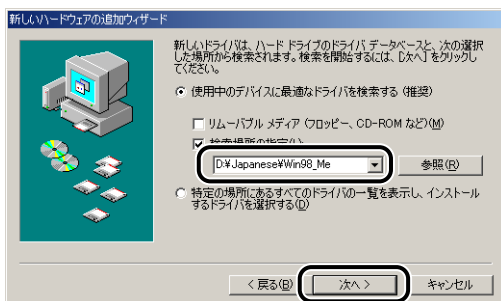 新しいハードウェアの追加ウィザード
新しいドライバは、ハード ドライブのドライバ データベースと、次の選択
した場所から検索されます。検索を開始するには、[次へ] をクリックし
てください。
使用中のデバイスに最適なドライバを検索する (推奨)
リムーバブル メディア (フロッピー、CD-ROM など)(M)
検索場所の指定(L)
D:¥Japanese¥Win98_Me
参照(R)
特定の場所にあるすべてのドライバの一覧を表示し、インストール
するドライバを選択する(D)
< 戻る(B)
次へ >
キャンセル